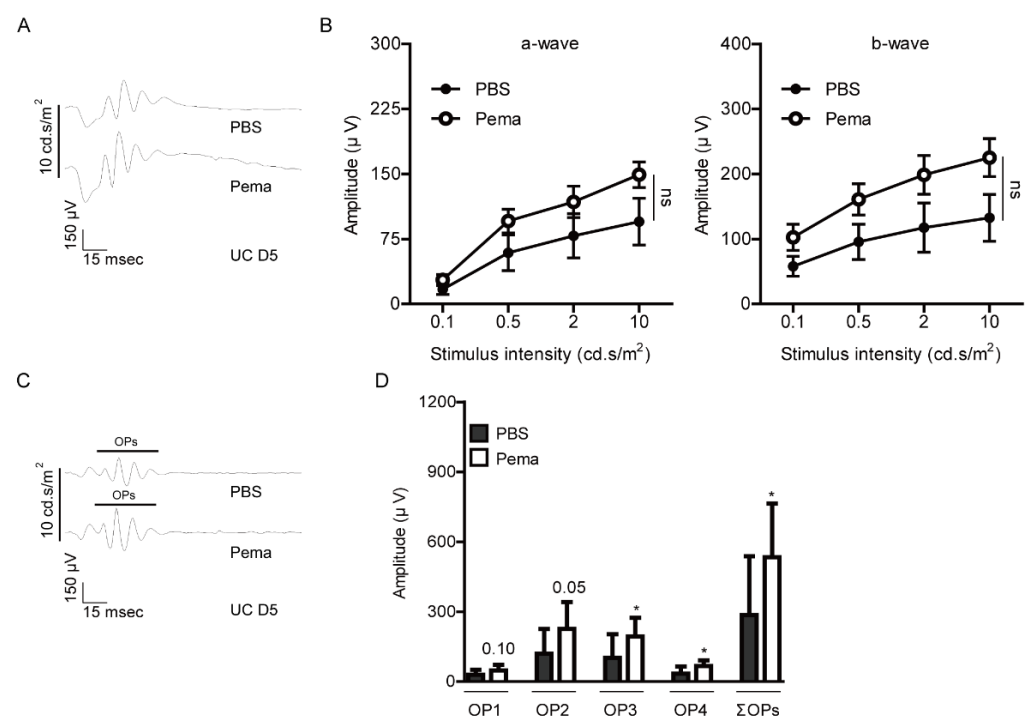 A
10 cd.s/m²
PBS
Pema
150 µV
15 msec
UC D5
B
a-wave
Amplitude (µ V)
300
225
150
75
0
PBS
Pema
ns
0.1
0.5
2
10
Stimulus intensity (cd.s/m²)
b-wave
Amplitude (µ V)
400
300
200
100
0
PBS
Pema
ns
0.1
0.5
2
10
Stimulus intensity (cd.s/m²)
C
10 cd.s/m²
OPs
PBS
OPs
Pema
150 µV
15 msec
UC D5
D
Amplitude (µ V)
1200
900
600
300
0
PBS
Pema
0.10
0.05
*
*
*
OP1
OP2
OP3
OP4
ΣOPs